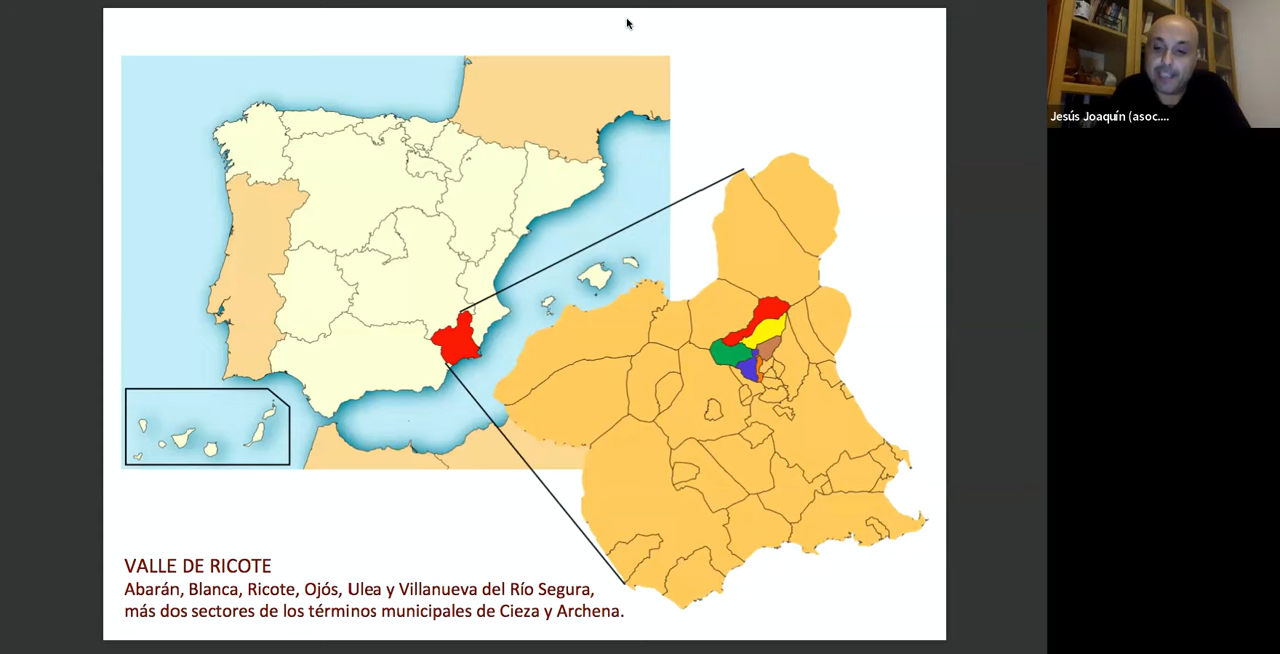 Jesús Joaquín (asoc....
VALLE DE RICOTE
Abarán, Blanca, Ricote, Ojós, Ulea y Villanueva del Río Segura,
más dos sectores de los términos municipales de Cieza y Archena.